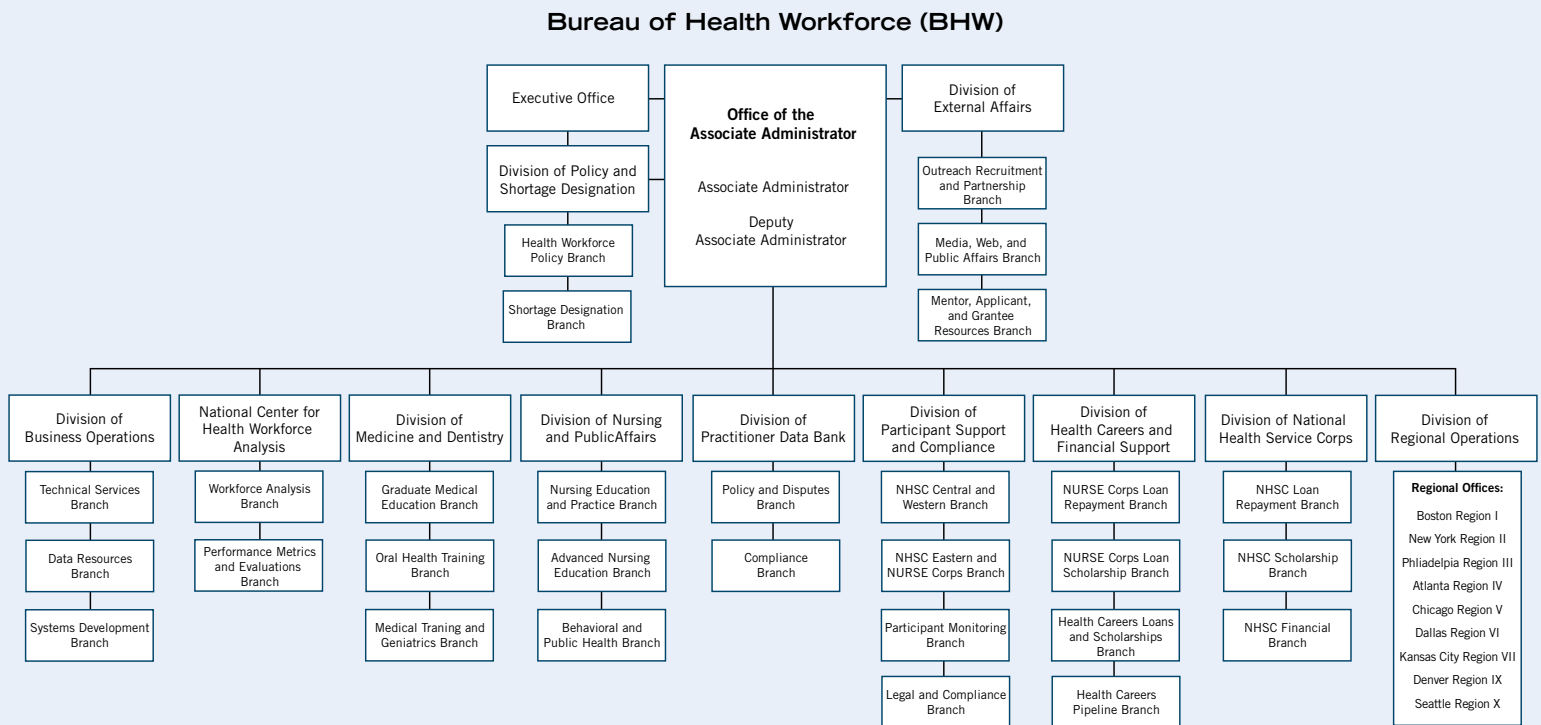 Bureau of Health Workforce (BHW)
Executive Office
Division of Policy and
Shortage Designation
Health Workforce
Policy Branch
Shortage Designation
Branch
Office of the
Associate Administrator
Associate Administrator
Deputy
Associate Administrator
Division of
External Affairs
Outreach Recruitment
and Partnership
Branch
Media, Web, and
Public Affairs Branch
Mentor, Applicant,
and Grantee
Resources Branch
Division of
Business Operations
Technical Services
Branch
Data Resources
Branch
Systems Development
Branch
National Center for
Health Workforce
Analysis
Workforce Analysis
Branch
Performance Metrics
and Evaluations
Branch
Division of
Medicine and Dentistry
Graduate Medical
Education Branch
Oral Health Training
Branch
Medical Traning and
Geniatrics Branch
Division of Nursing
and PublicAffairs
Nursing Education
and Practice Branch
Advanced Nursing
Education Branch
Behavioral and
Public Health Branch
Division of
Practitioner Data Bank
Policy and Disputes
Branch
Compliance
Branch
Division of
Participant Support
and Compliance
NHSC Central and
Western Branch
NHSC Eastern and
NURSE Corps Branch
Participant Monitoring
Branch
Legal and Compliance
Branch
Division of
Health Careers and
Financial Support
NURSE Corps Loan
Repayment Branch
NURSE Corps Loan
Scholarship Branch
Health Careers Loans
and Scholarships
Branch
Health Careers
Pipeline Branch
Division of National
Health Service Corps
NHSC Loan
Repayment Branch
NHSC Scholarship
Branch
NHSC Financial
Branch
Division of
Regional Operations
Regional Offices:
Boston Region I
New York Region II
Phliadelpia Region III
Atlanta Region IV
Chicago Region V
Dallas Region VI
Kansas City Region VII
Denver Region IX
Seattle Region X